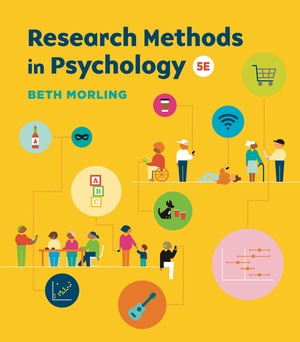 Research Methods
in Psychology 5E
BETH MORLING
A
B
C